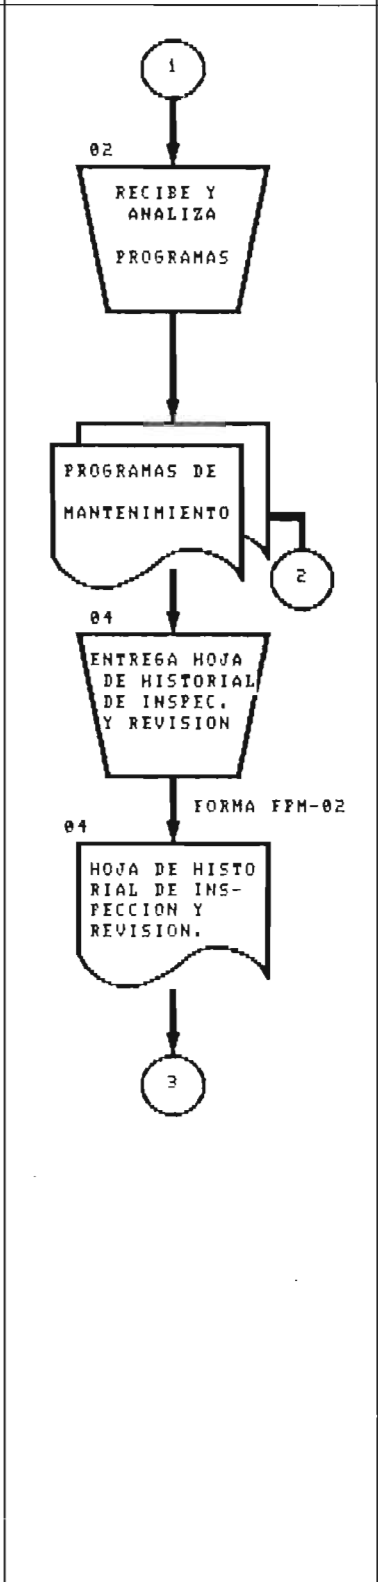 1
02
RECIBE Y
ANALIZA
PROGRAMAS
PROGRAMAS DE
MANTENIMIENTO
2
04
ENTREGA HOJA
DE HISTORIAL
DE INSPEC.
Y REVISION
FORMA FPM-02
04
HOJA DE HISTO
RIAL DE INS-
PECCION Y
REVISION.
3